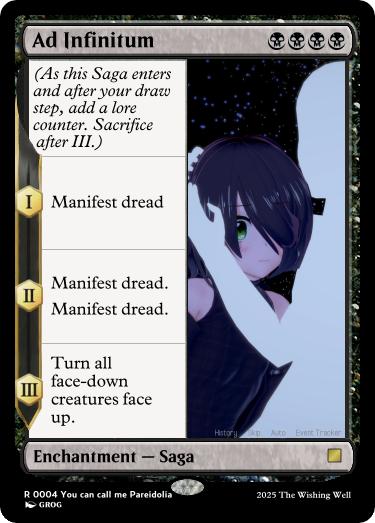 Ad Infinitum
(As this Saga enters
and after your draw
step, add a lore
counter. Sacrifice
after III.)
I
Manifest dread
II
Manifest dread.
Manifest dread.
III
Turn all
face-down
creatures face
up.
History kip Auto Event Tracker
Enchantment — Saga
R 0004 You can call me Pareidolia
GROG
2025 The Wishing Well